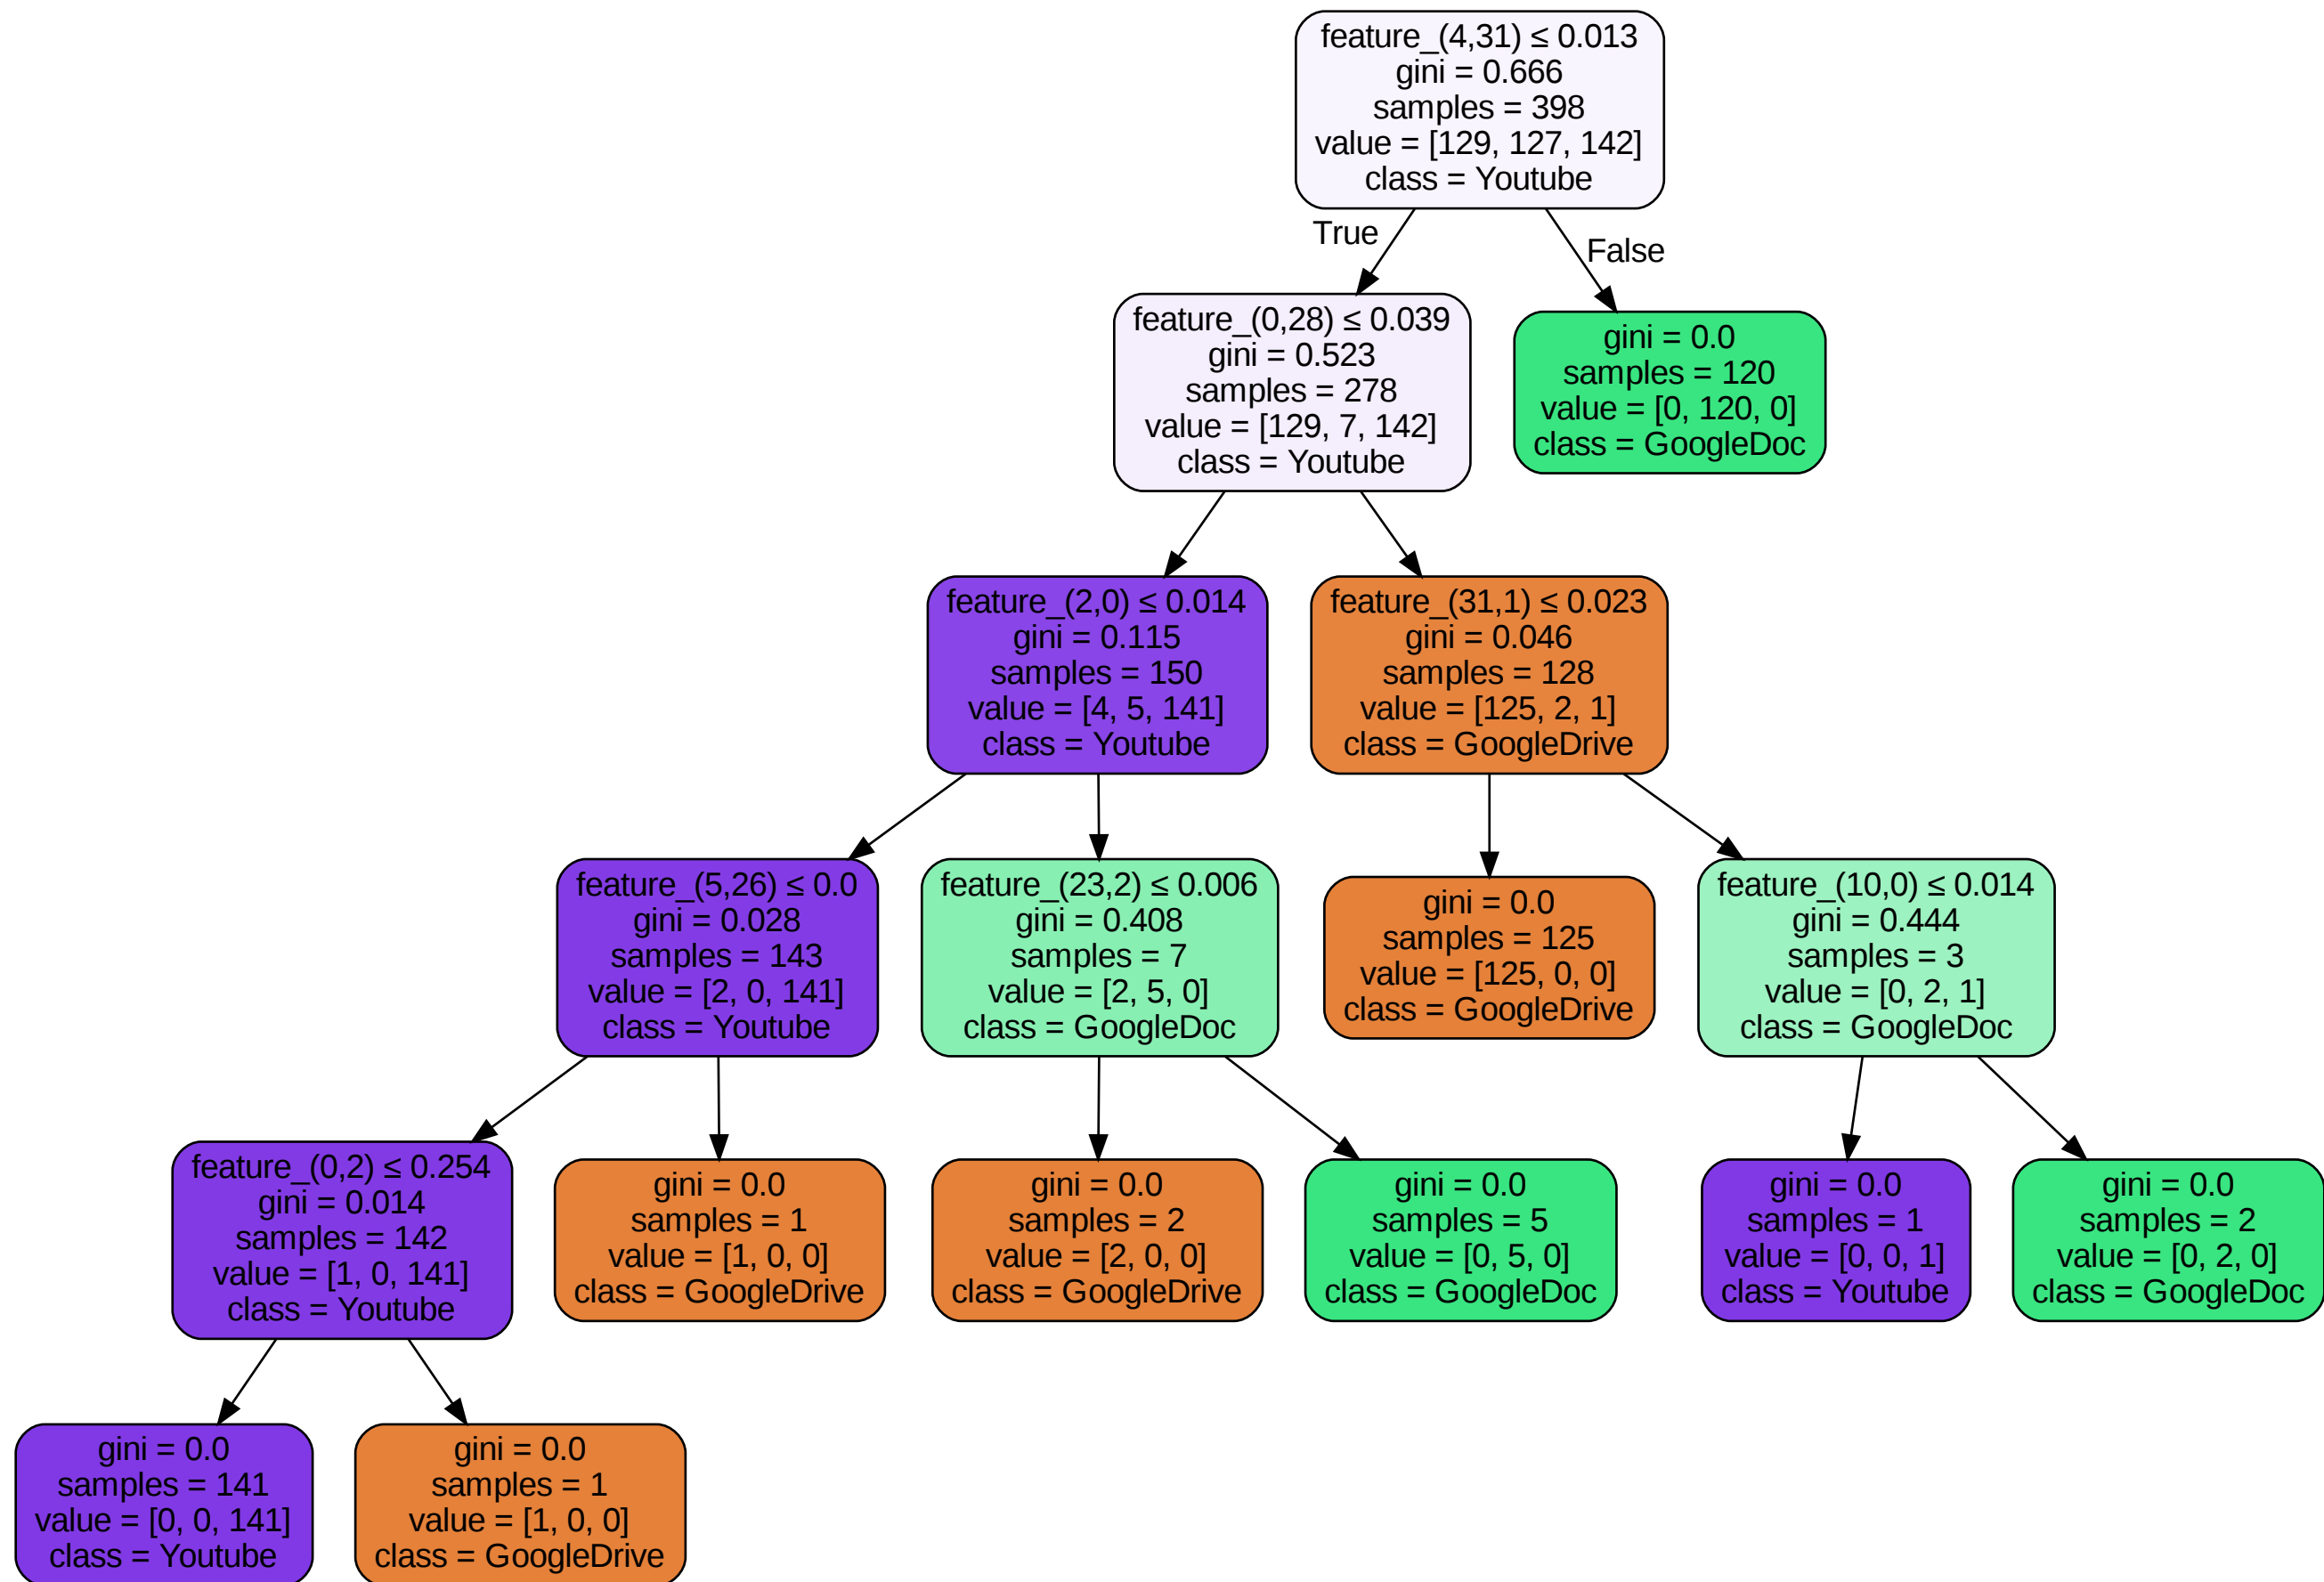 feature_(4,31) ≤ 0.013
gini = 0.666
samples = 398
value = [129, 127, 142]
class = Youtube
True
False
feature_(0,28) ≤ 0.039
gini = 0.523
samples = 278
value = [129, 7, 142]
class = Youtube
gini = 0.0
samples = 120
value = [0, 120, 0]
class = GoogleDoc
feature_(2,0) ≤ 0.014
gini = 0.115
samples = 150
value = [4, 5, 141]
class = Youtube
feature_(31,1) ≤ 0.023
gini = 0.046
samples = 128
value = [125, 2, 1]
class = GoogleDrive
feature_(5,26) ≤ 0.0
gini = 0.028
samples = 143
value = [2, 0, 141]
class = Youtube
feature_(23,2) ≤ 0.006
gini = 0.408
samples = 7
value = [2, 5, 0]
class = GoogleDoc
gini = 0.0
samples = 125
value = [125, 0, 0]
class = GoogleDrive
feature_(10,0) ≤ 0.014
gini = 0.444
samples = 3
value = [0, 2, 1]
class = GoogleDoc
feature_(0,2) ≤ 0.254
gini = 0.014
samples = 142
value = [1, 0, 141]
class = Youtube
gini = 0.0
samples = 1
value = [1, 0, 0]
class = GoogleDrive
gini = 0.0
samples = 2
value = [2, 0, 0]
class = GoogleDrive
gini = 0.0
samples = 5
value = [0, 5, 0]
class = GoogleDoc
gini = 0.0
samples = 1
value = [0, 0, 1]
class = Youtube
gini = 0.0
samples = 2
value = [0, 2, 0]
class = GoogleDoc
gini = 0.0
samples = 141
value = [0, 0, 141]
class = Youtube
gini = 0.0
samples = 1
value = [1, 0, 0]
class = GoogleDrive